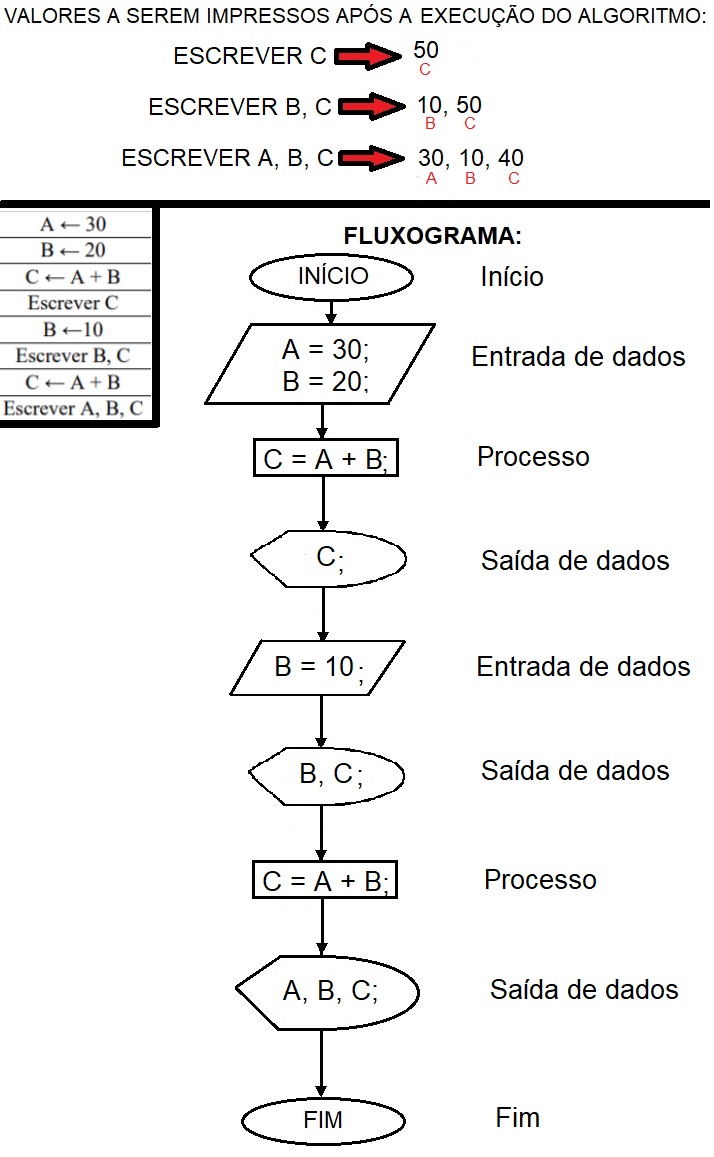 VALORES A SEREM IMPRESSOS APÓS A EXECUÇÃO DO ALGORITMO:
ESCREVER C 50
C
ESCREVER B, C 10, 50
B C
ESCREVER A, B, C 30, 10, 40
A B C
A ← 30
B ← 20
C ← A + B
Escrever C
B ←10
Escrever B, C
C ← A + B
Escrever A, B, C
FLUXOGRAMA:
INÍCIO Início
A = 30;
B = 20;
Entrada de dados
C = A + B; Processo
C; Saída de dados
B = 10; Entrada de dados
B, C; Saída de dados
C = A + B; Processo
A, B, C; Saída de dados
FIM Fim